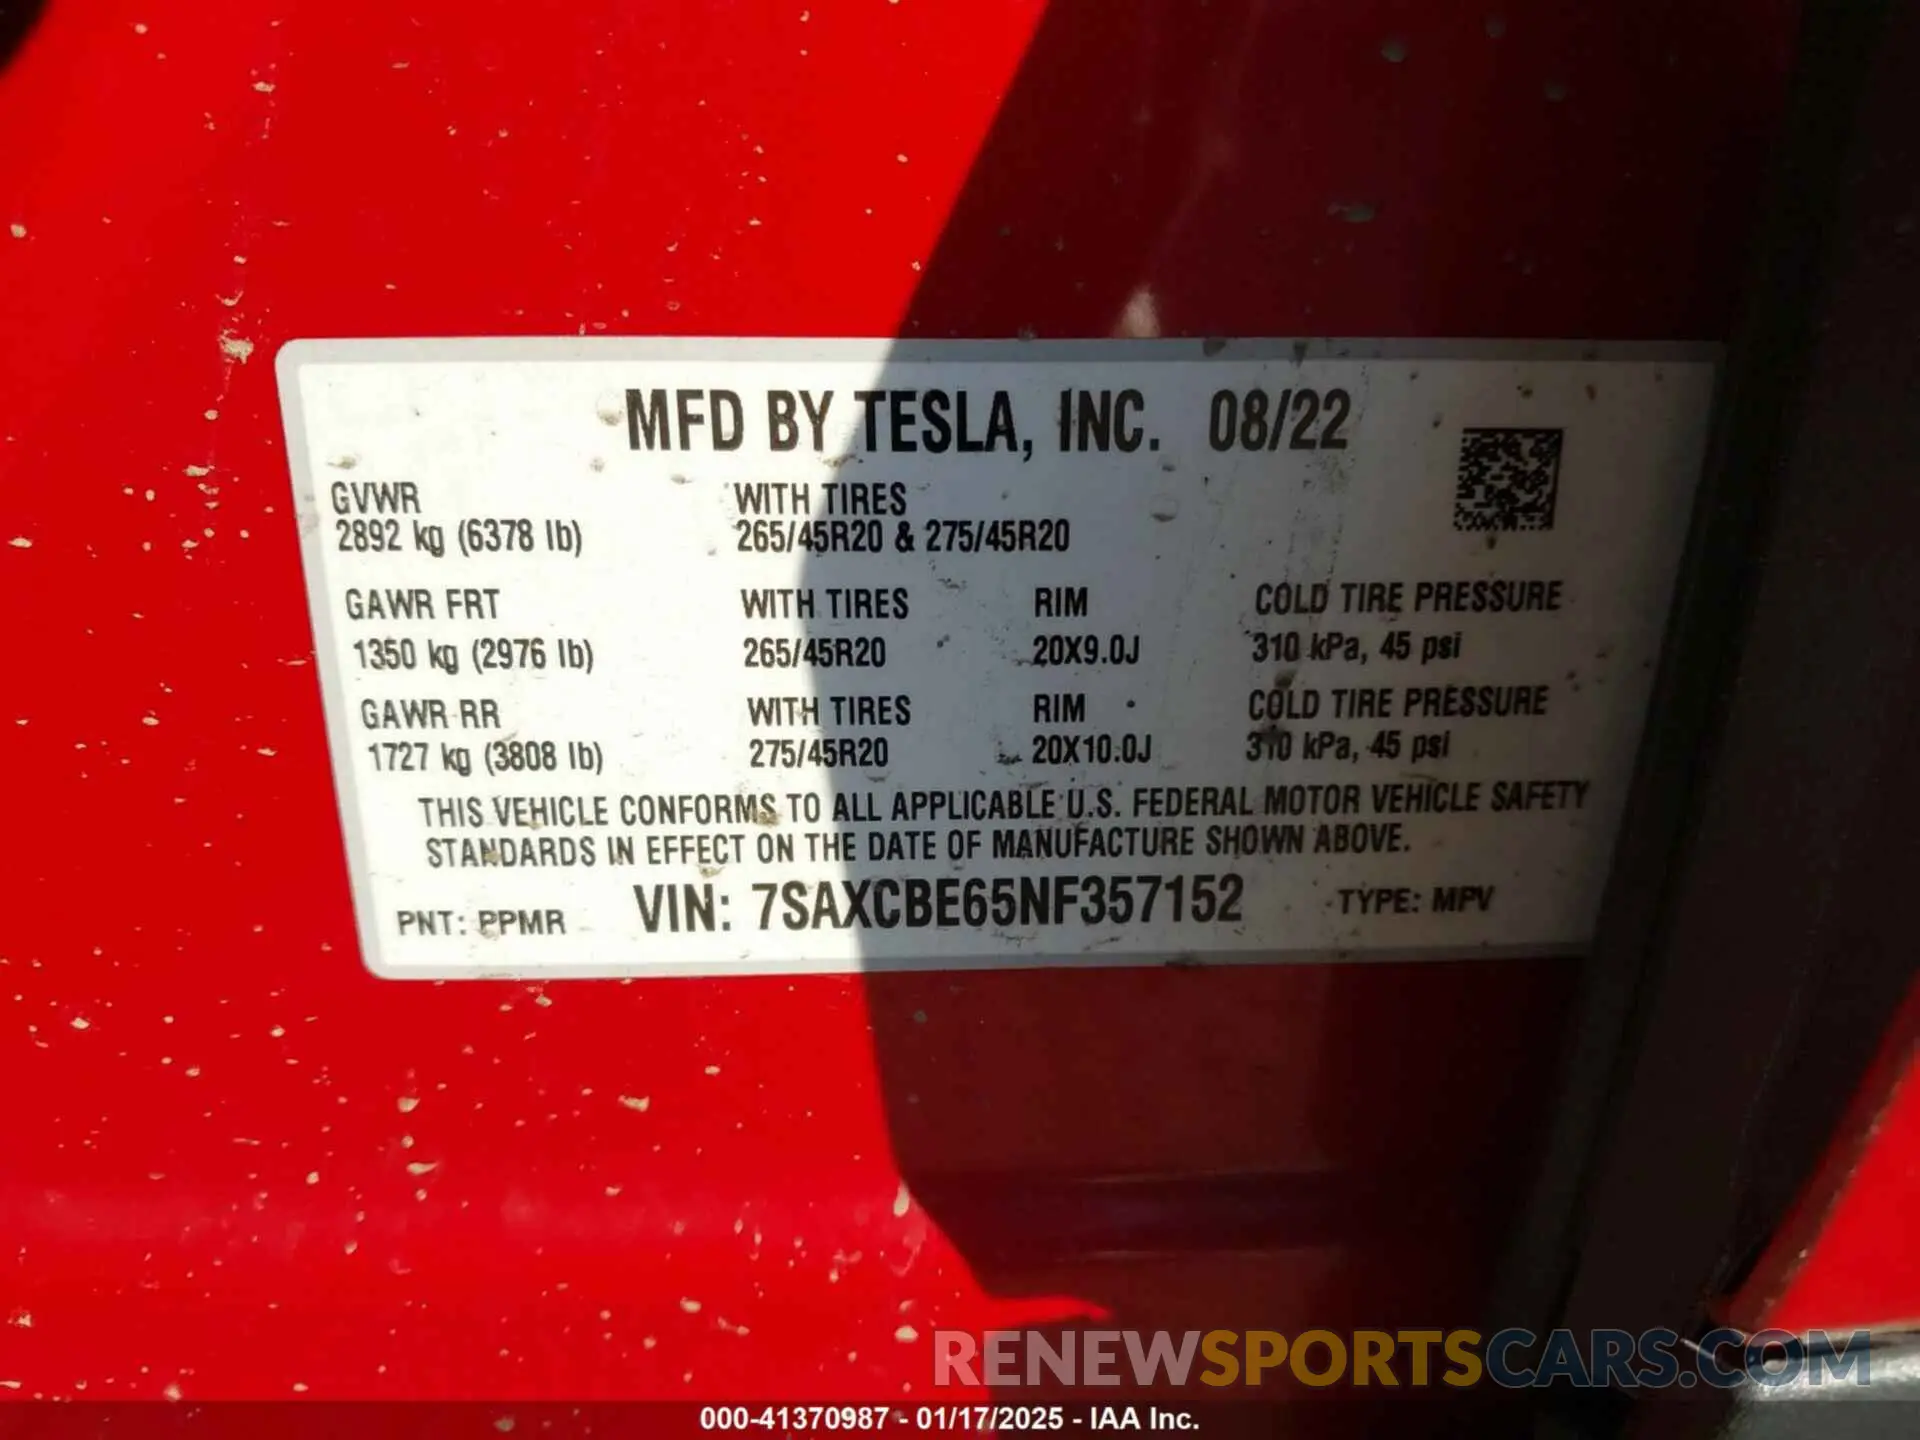 MFD BY TESLA, INC. 08/22
GVWR WITH TIRES
2892 kg (6378 lb) 265/45R20 & 275/45R20
GAWR FRT WITH TIRES RIM COLD TIRE PRESSURE
1350 kg (2976 lb) 265/45R20 20X9.0J 310 kPa, 45 psi
GAWR RR WITH TIRES RIM COLD TIRE PRESSURE
1727 kg (3808 lb) 275/45R20 20X10.0J 310 kPa, 45 psi
THIS VEHICLE CONFORMS TO ALL APPLICABLE U.S. FEDERAL MOTOR VEHICLE SAFETY
STANDARDS IN EFFECT ON THE DATE OF MANUFACTURE SHOWN ABOVE.
PNT: PPMR VIN: 7SAXCBE65NF357152 TYPE: MPV
RENEWSPORTSCARS.COM
000-41370987 - 01/17/2025 - IAA Inc.